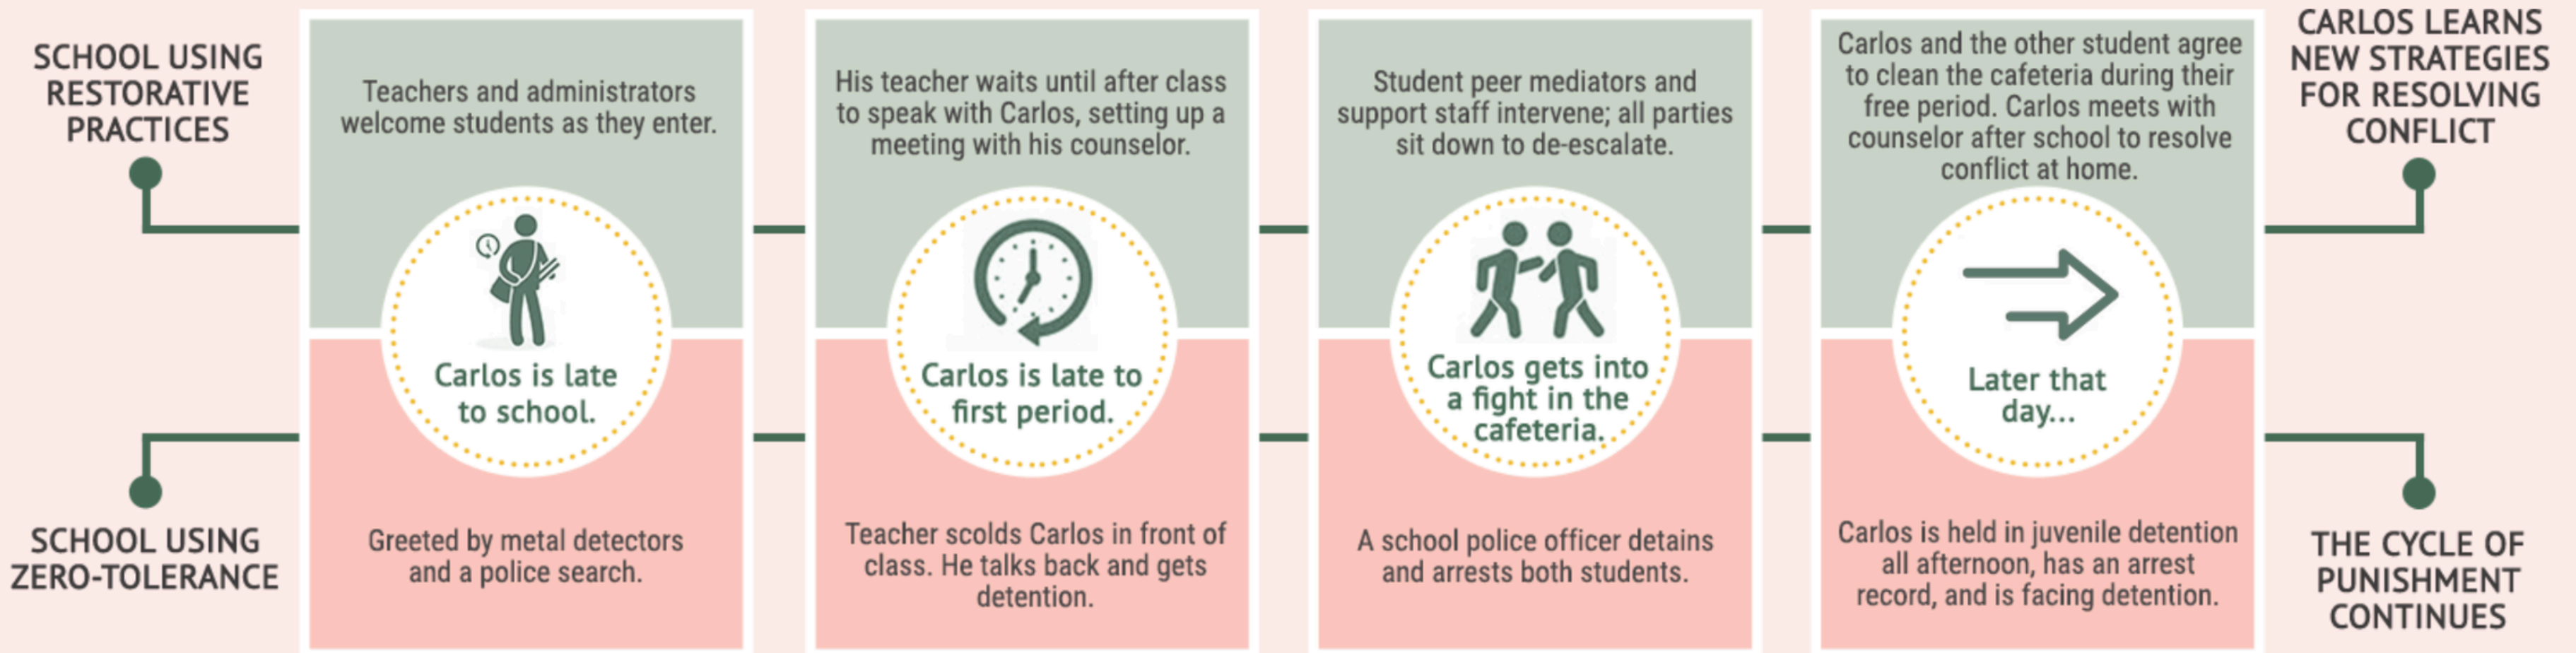 SCHOOL USING
RESTORATIVE
PRACTICES
Teachers and administrators
welcome students as they enter.
His teacher waits until after class
to speak with Carlos, setting up a
meeting with his counselor.
Student peer mediators and
support staff intervene; all parties
sit down to de-escalate.
Carlos and the other student agree
to clean the cafeteria during their
free period. Carlos meets with
counselor after school to resolve
conflict at home.
CARLOS LEARNS
NEW STRATEGIES
FOR RESOLVING
CONFLICT
Carlos is late
to school.
Carlos is late to
first period.
Carlos gets into
a fight in the
cafeteria.
Later that
day...
SCHOOL USING
ZERO-TOLERANCE
Greeted by metal detectors
and a police search.
Teacher scolds Carlos in front of
class. He talks back and gets
detention.
A school police officer detains
and arrests both students.
Carlos is held in juvenile detention
all afternoon, has an arrest
record, and is facing detention.
THE CYCLE OF
PUNISHMENT
CONTINUES